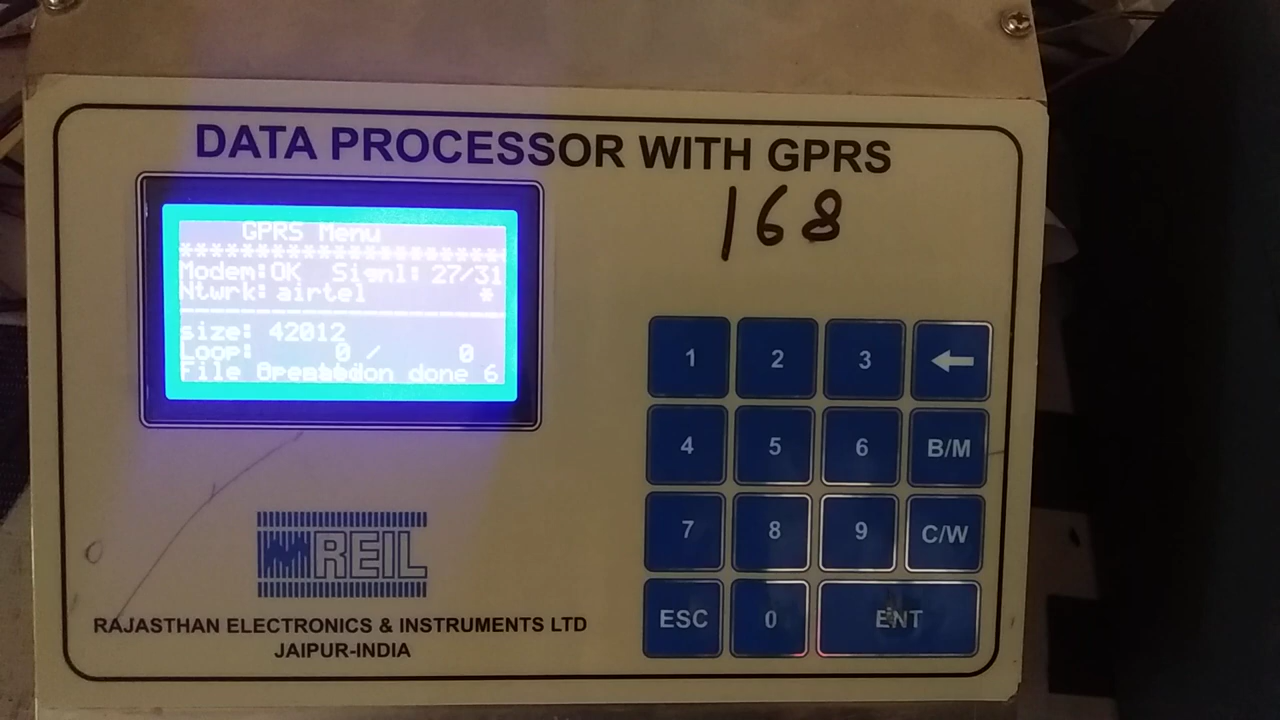 DATA PROCESSOR WITH GPRS
168
GPRS Menu
*********************
Modem:OK Signl: 27/31
Ntwrk: airtel *
size: 42012
Loop: 0 / 0
File done 6
1 2 3 ←
4 5 6 B/M
7 8 9 C/W
ESC 0 ENT
REIL
RAJASTHAN ELECTRONICS & INSTRUMENTS LTD
JAIPUR-INDIA